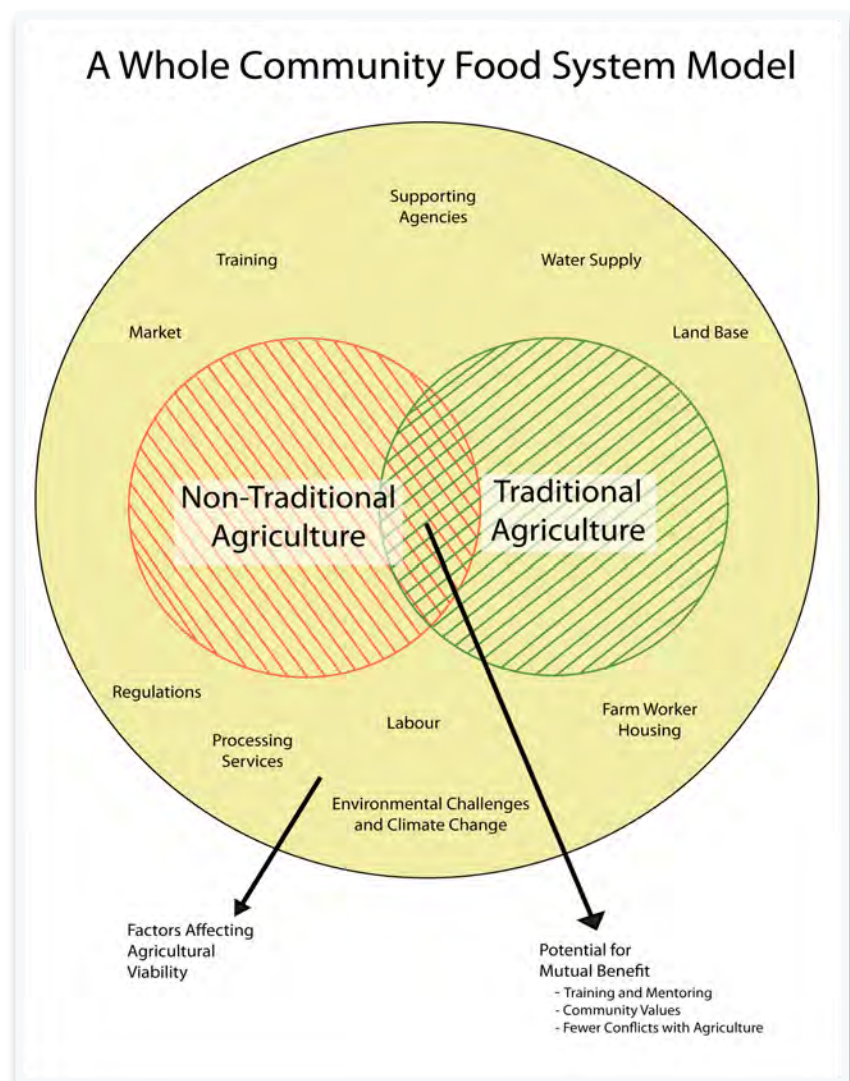 A Whole Community Food System Model
Supporting
Agencies
Training
Water Supply
Market
Land Base
Non-Traditional
Agriculture
Traditional
Agriculture
Regulations
Farm Worker
Housing
Labour
Processing
Services
Environmental Challenges
and Climate Change
Factors Affecting
Agricultural
Viability
Potential for
Mutual Benefit
- Training and Mentoring
- Community Values
- Fewer Conflicts with Agriculture